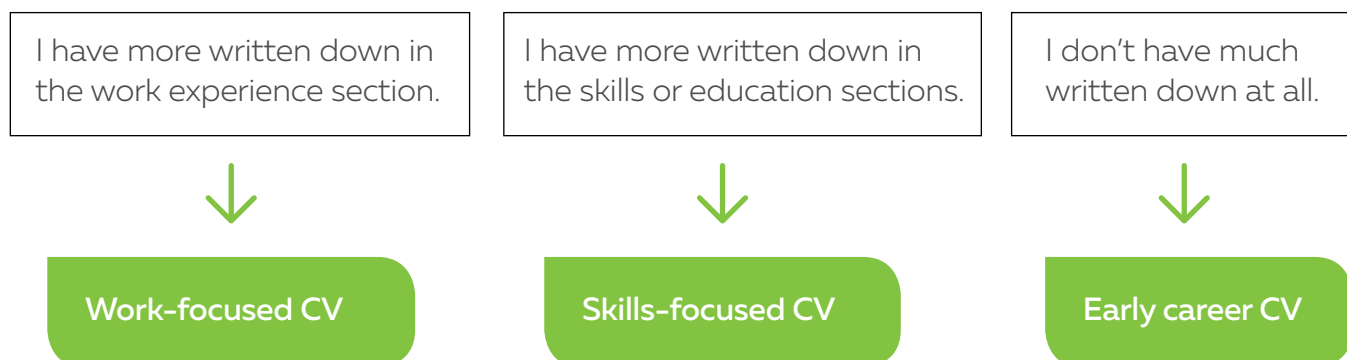 I have more written down in
the work experience section.
I have more written down in
the skills or education sections.
I don't have much
written down at all.
Work-focused CV
Skills-focused CV
Early career CV